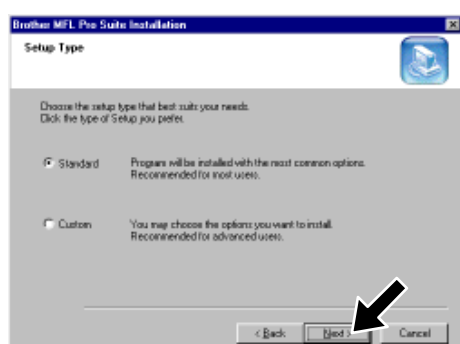 Brother MFL Pro Suite Installation
Setup Type
Choose the setup type that best suits your needs.
Click the type of Setup you prefer.
Standard
Program will be installed with the most common options.
Recommended for most users.
Custom
You may choose the options you want to install.
Recommended for advanced users.
< Back
Next >
Cancel